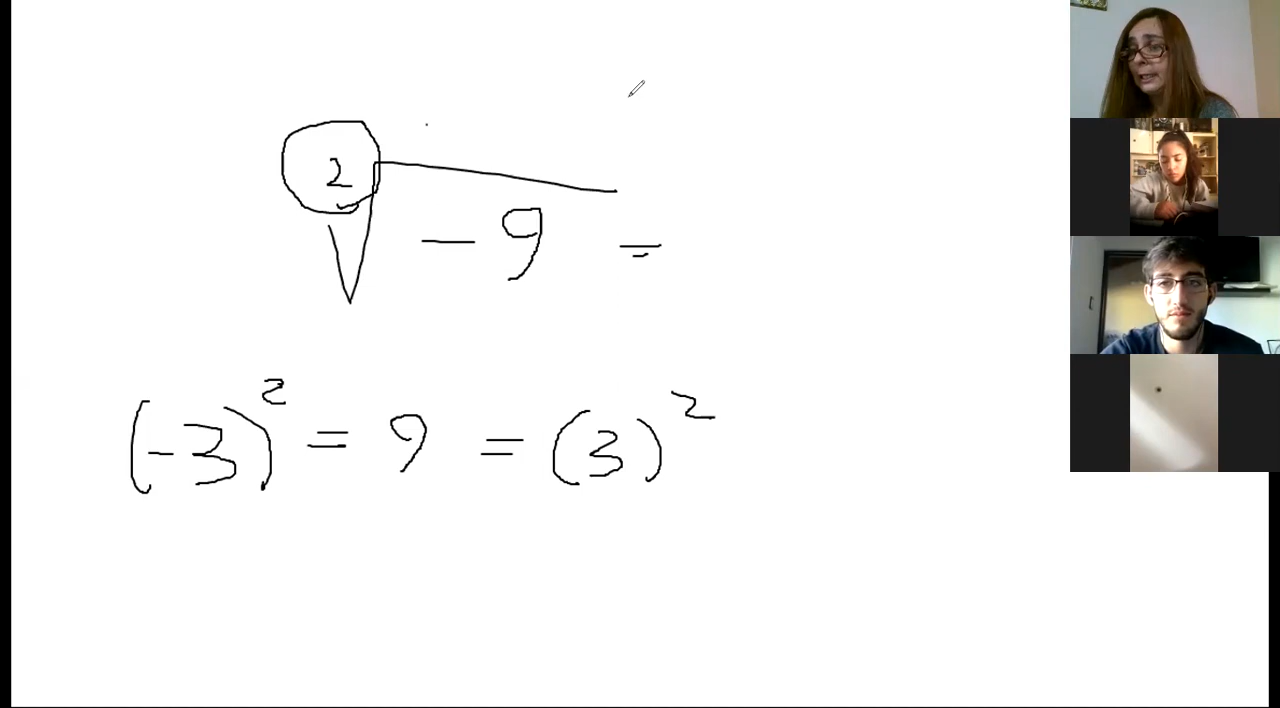 2√-9 =
(-3)² = 9 = (3)²